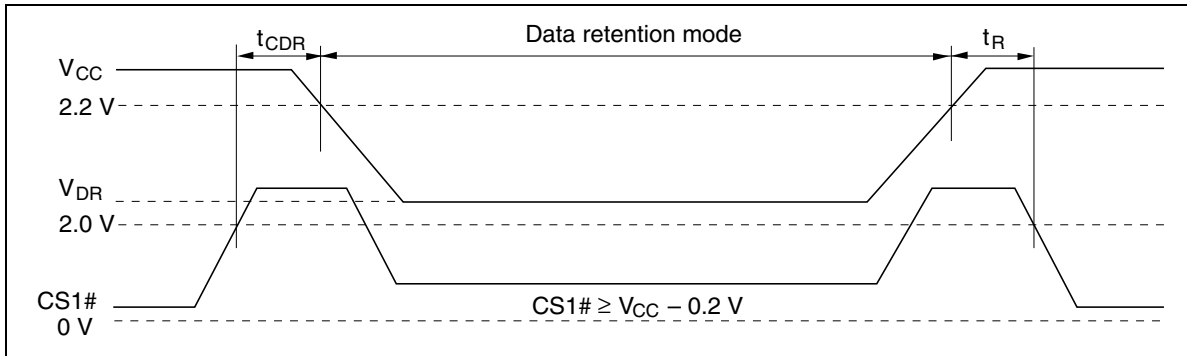 tCDR Data retention mode tR
VCC
2.2 V
VDR
2.0 V
CS1#
0 V
CS1# ≥ VCC – 0.2 V